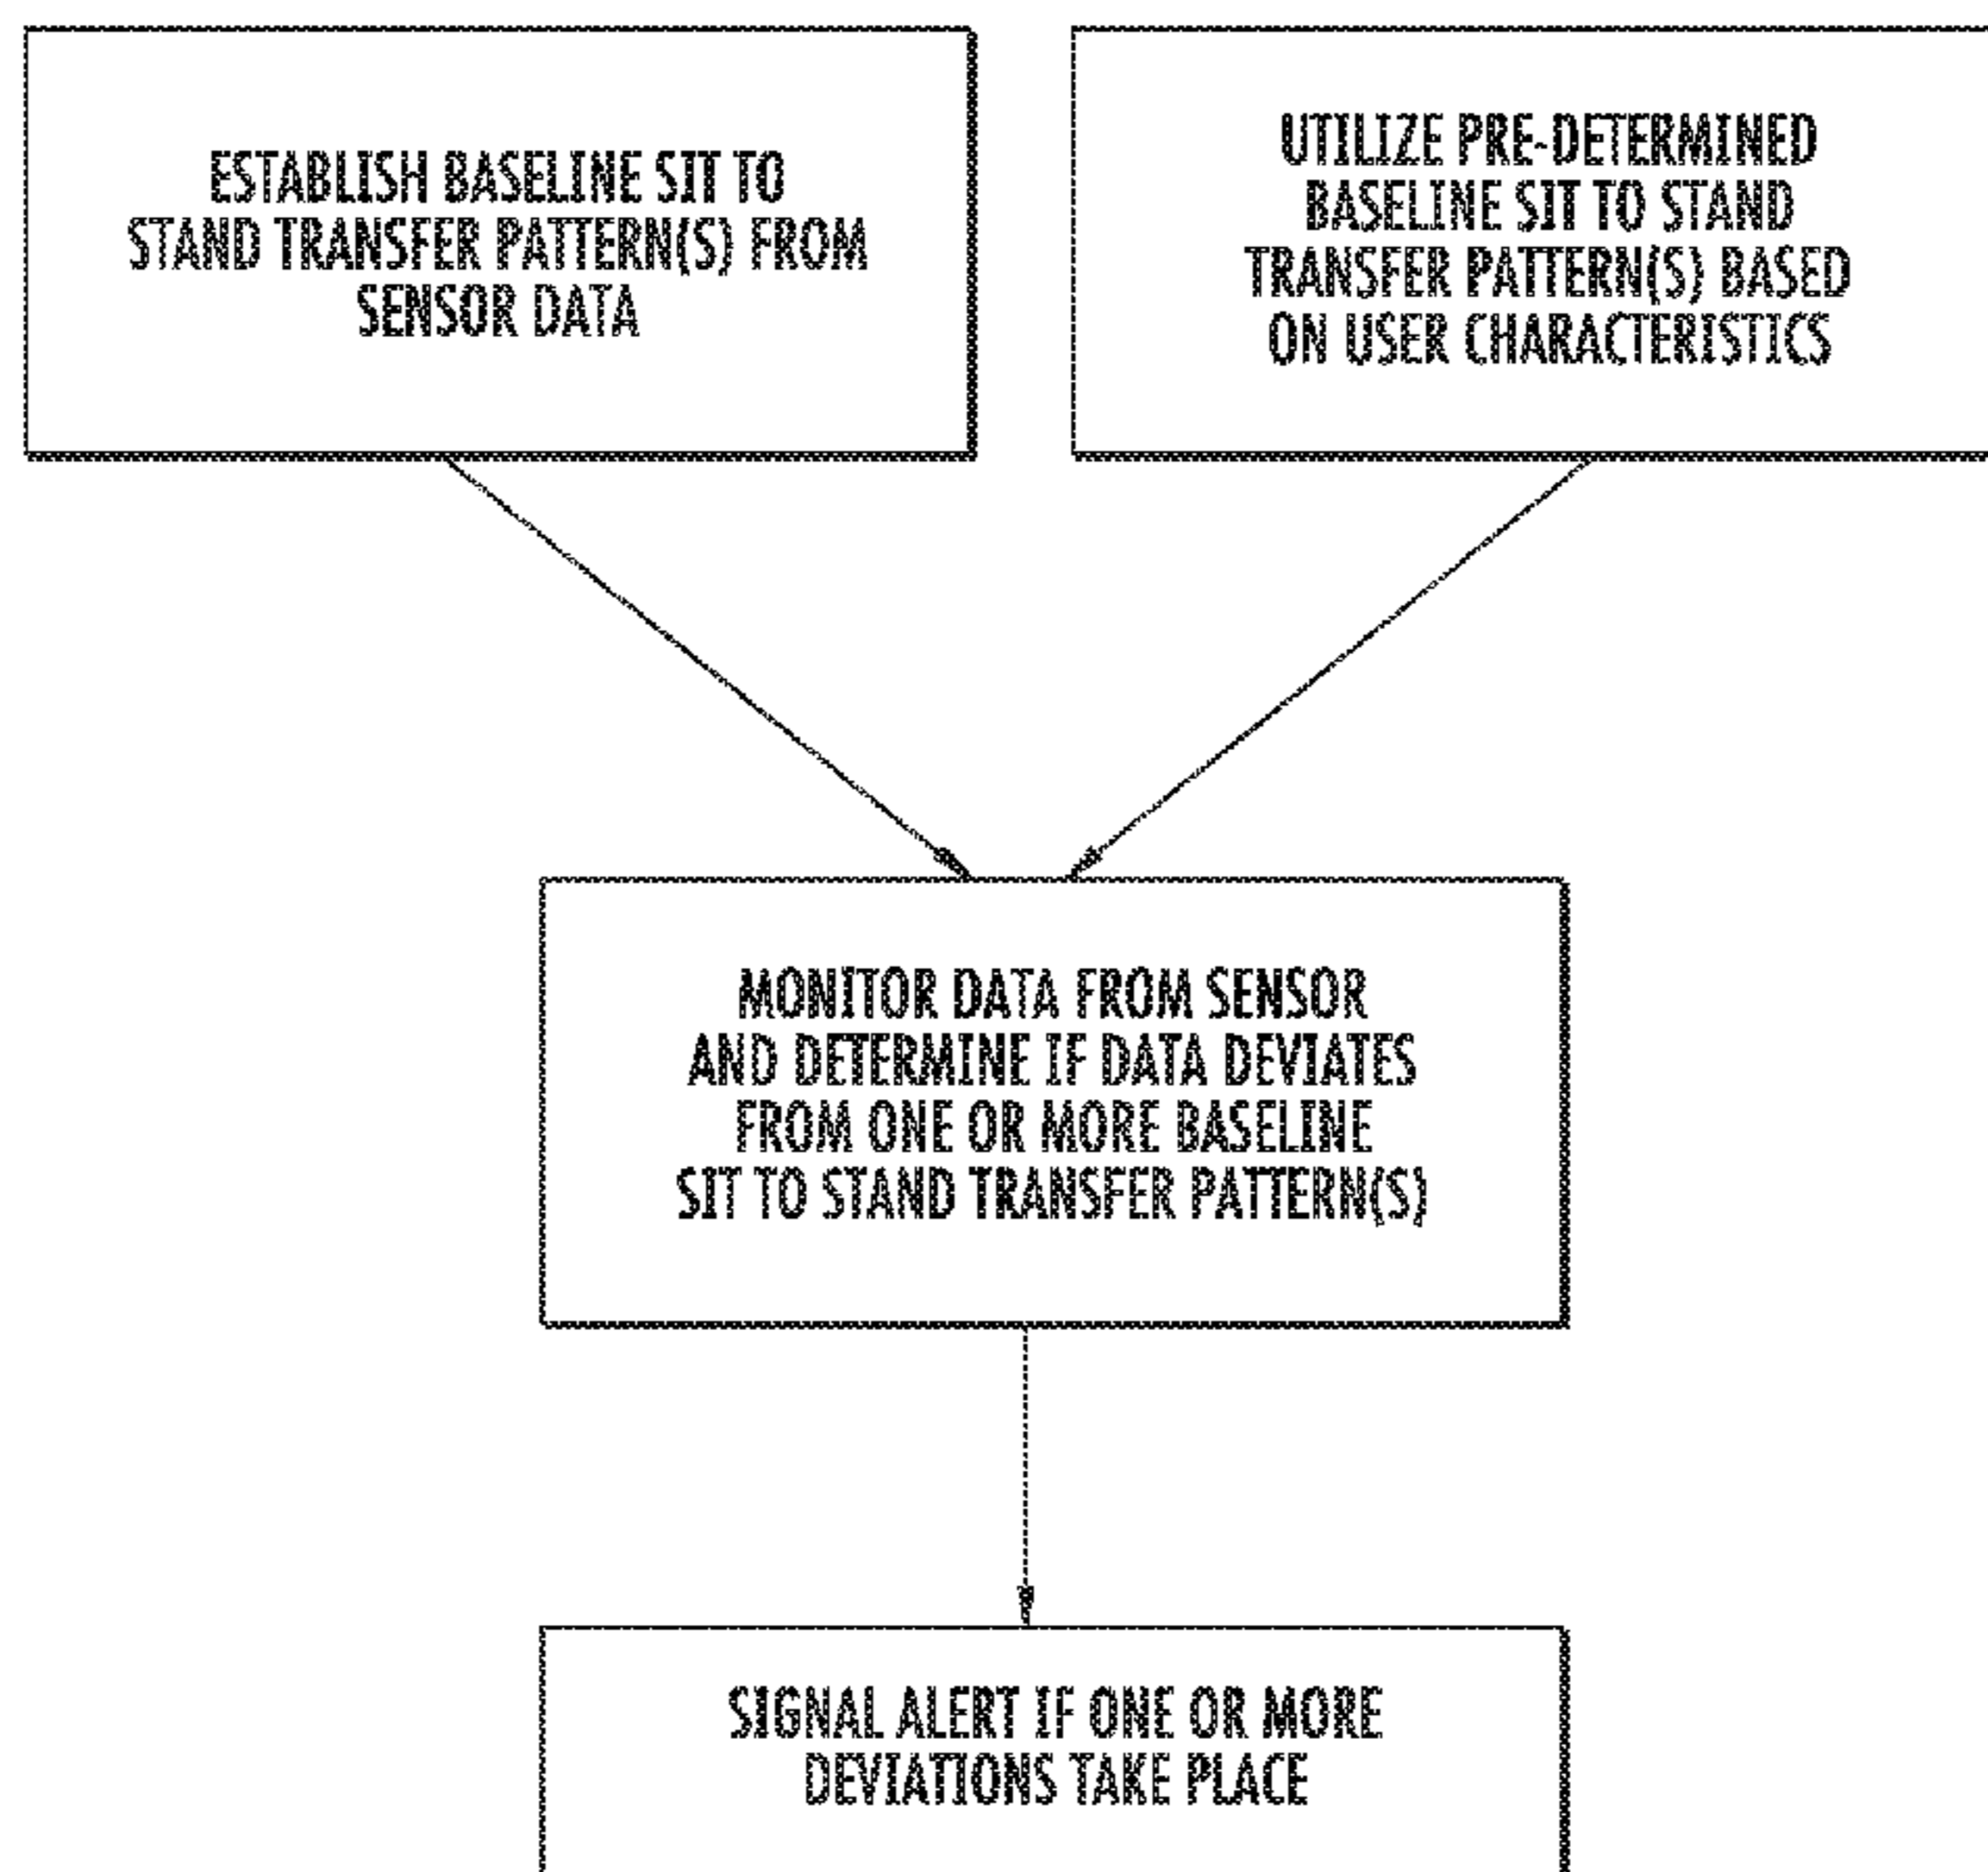 ESTABLISH BASELINE SIT TO
STAND TRANSFER PATTERN(S) FROM
SENSOR DATA
UTILIZE PRE-DETERMINED
BASELINE SIT TO STAND
TRANSFER PATTERN(S) BASED
ON USER CHARACTERISTICS
MONITOR DATA FROM SENSOR
AND DETERMINE IF DATA DEVIATES
FROM ONE OR MORE BASELINE
SIT TO STAND TRANSFER PATTERN(S)
SIGNAL ALERT IF ONE OR MORE
DEVIATIONS TAKE PLACE